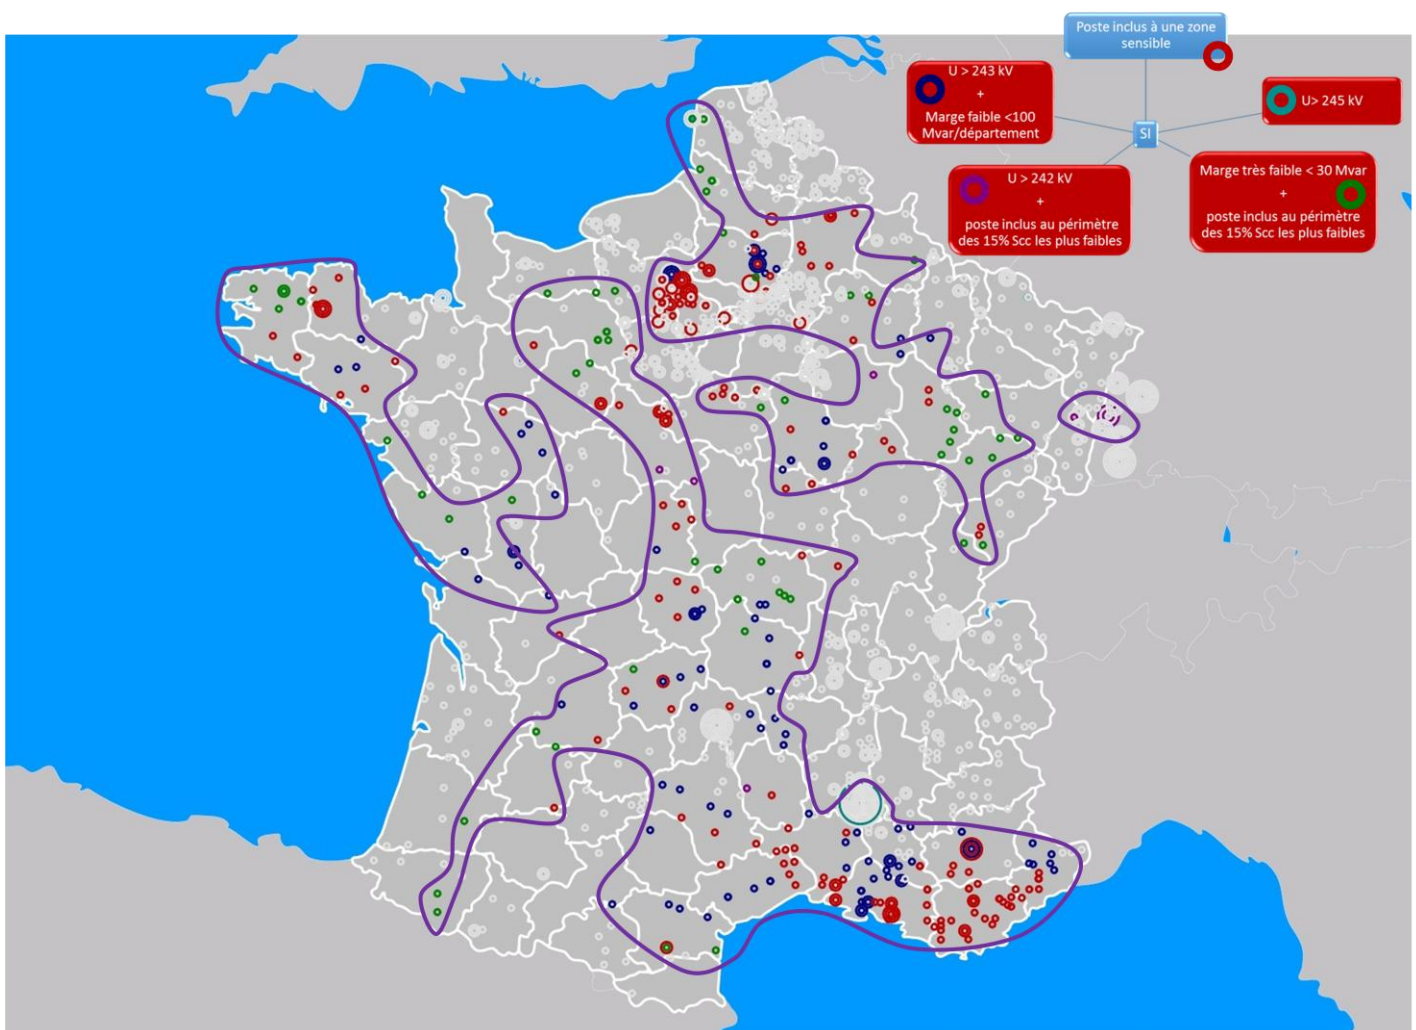 Poste inclus à une zone
sensible
U > 243 kV
+
Marge faible <100
Mvar/département
U> 245 kV
SI
U > 242 kV
+
poste inclus au périmètre
des 15% Scc les plus faibles
Marge très faible < 30 Mvar
+
poste inclus au périmètre
des 15% Scc les plus faibles